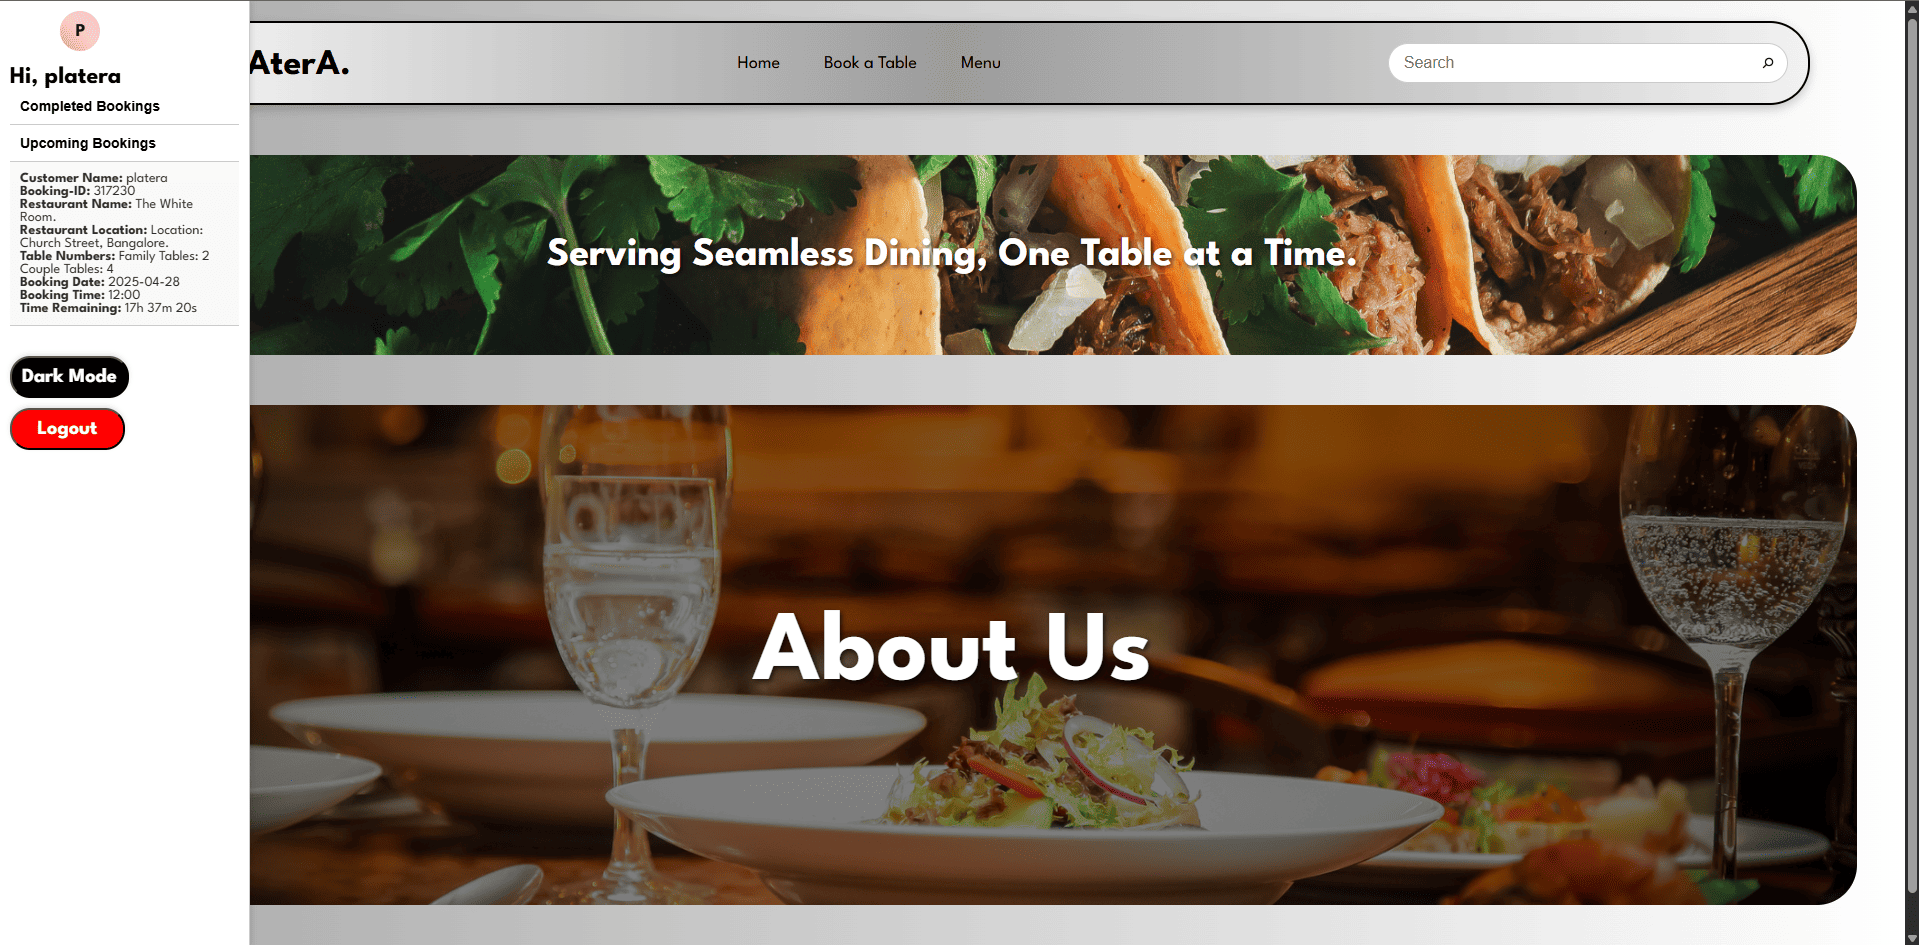 P
Hi, platera
Completed Bookings
Upcoming Bookings
Customer Name: platera
Booking-ID: 317230
Restaurant Name: The White
Room.
Restaurant Location: Location:
Church Street, Bangalore.
Table Numbers: Family Tables: 2
Couple Tables: 4
Booking Date: 2025-04-28
Booking Time: 12:00
Time Remaining: 17h 37m 20s
Dark Mode
Logout
AterA.
Home
Book a Table
Menu
Search
Serving Seamless Dining, One Table at a Time.
About Us